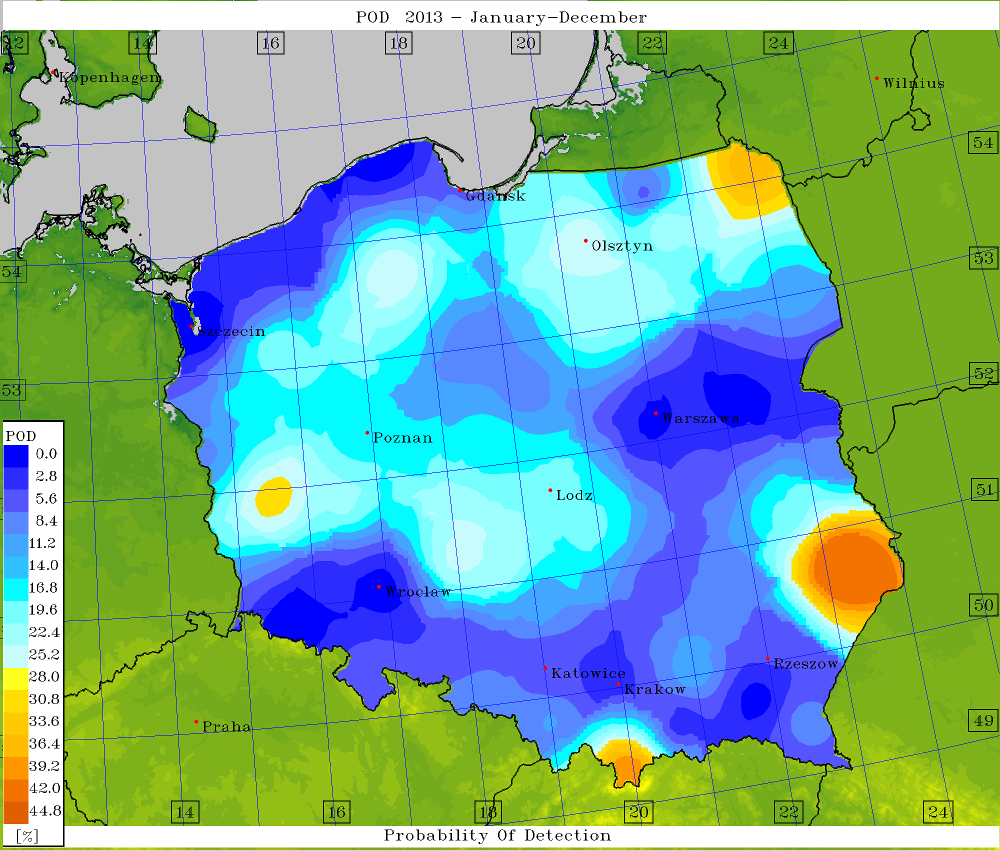 POD 2013 - January-December
12 14 16 18 20 22 24
Kopenhagen
Wilnius
54
Gdansk
Olsztyn
53
54
Szczecin
52
53
Warszawa
POD
Poznan
0.0
2.8
51
5.6
Lodz
8.4
11.2
14.0
16.8
Wroclaw
50
19.6
22.4
25.2
Rzeszow
28.0
Katowice
Krakow
30.8
33.6
49
Praha
36.4
39.2
42.0
44.8
14 16 18 20 22 24
[%]
Probability Of Detection